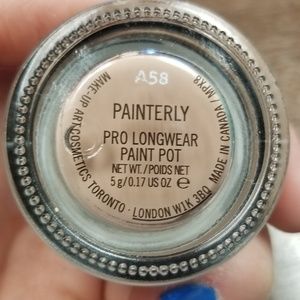 A58
PAINTERLY
PRO LONGWEAR
PAINT POT
NET WT./POIDS NET
5 g/0.17 US OZ ℮
MAKE-UP ART COSMETICS TORONTO · LONDON W1K 3BQ
MADE IN CANADA / MPX8